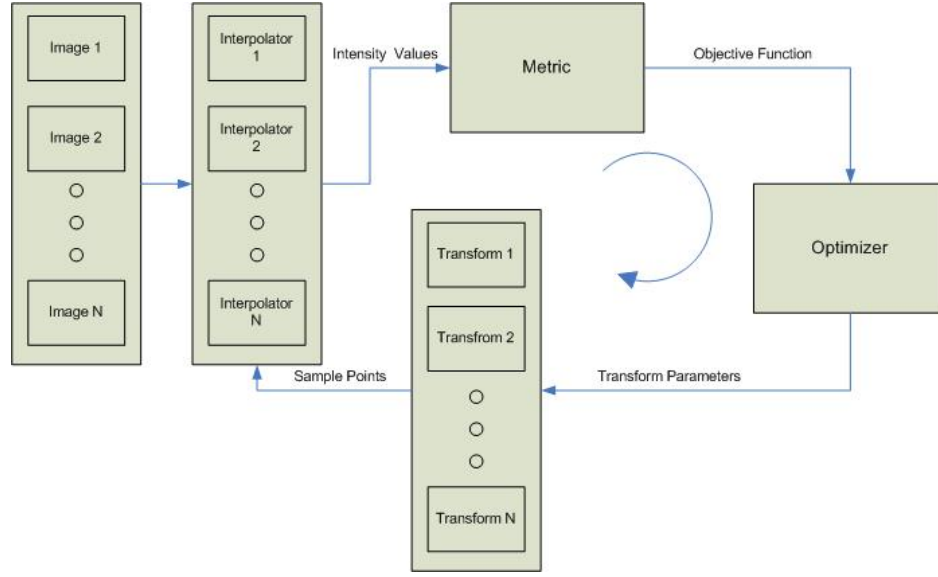 Image 1
Image 2
Image N
Interpolator
1
Interpolator
2
Interpolator
N
Intensity Values
Metric
Objective Function
Optimizer
Transform 1
Transfrom 2
Transform N
Sample Points
Transform Parameters